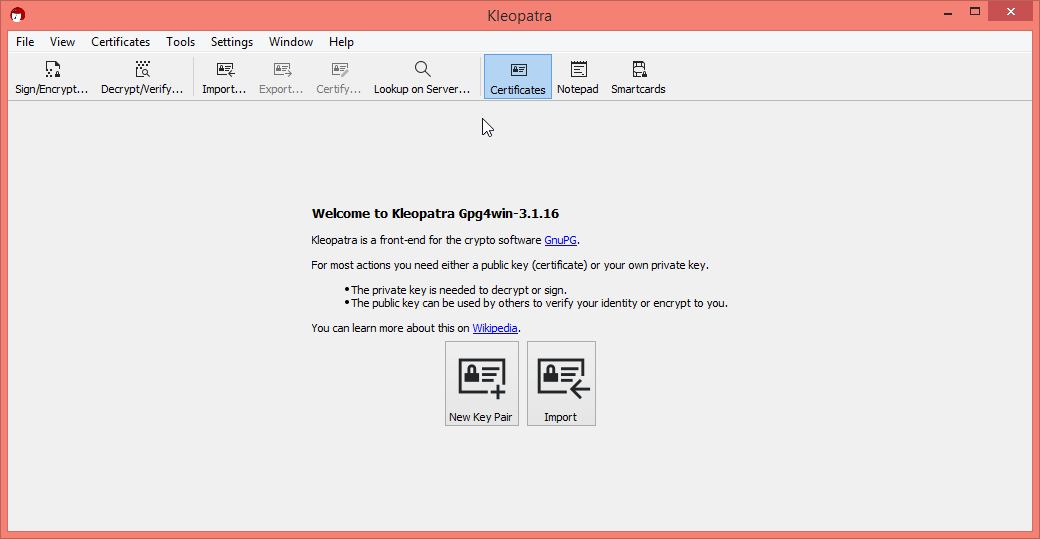 Kleopatra
File View Certificates Tools Settings Window Help
Sign/Encrypt... Decrypt/Verify... Import... Export... Certify... Lookup on Server... Certificates Notepad Smartcards
Welcome to Kleopatra Gpg4win-3.1.16
Kleopatra is a front-end for the crypto software GnuPG.
For most actions you need either a public key (certificate) or your own private key.
•The private key is needed to decrypt or sign.
•The public key can be used by others to verify your identity or encrypt to you.
You can learn more about this on Wikipedia.
New Key Pair Import